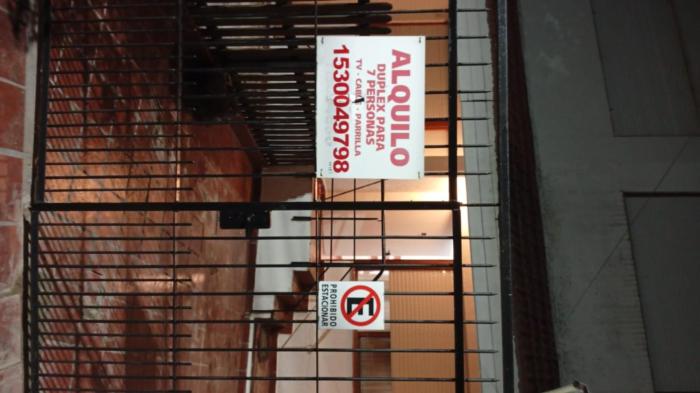 ALQUILO
DUPLEX PARA
7 PERSONAS
TV - CABLE - PARRILLA
1530049798
E
PROHIBIDO
ESTACIONAR